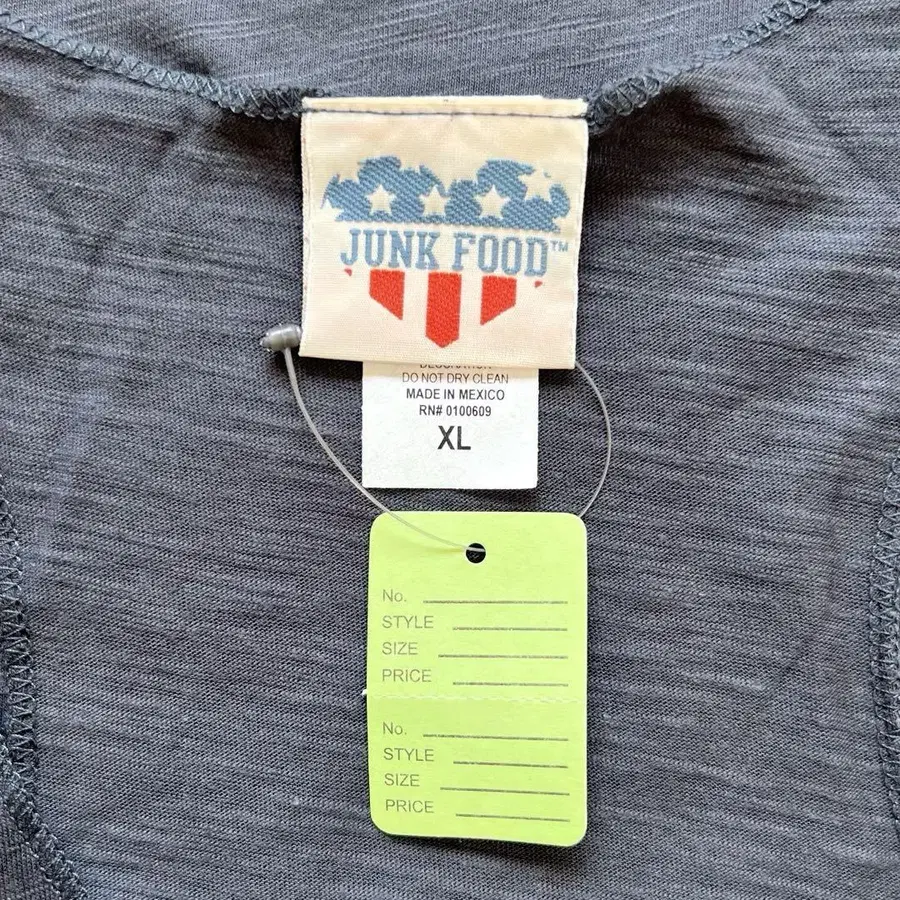 JUNK FOOD™
DO NOT DRY CLEAN
MADE IN MEXICO
RN# 0100609
XL
No.
STYLE
SIZE
PRICE
No.
STYLE
SIZE
PRICE